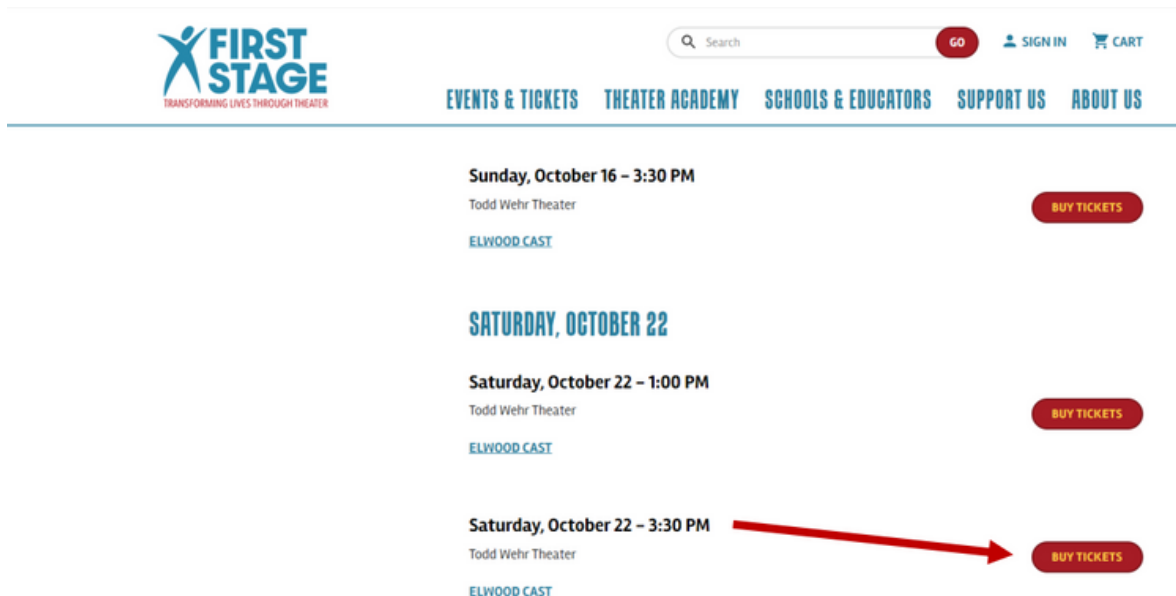 FIRST
STAGE
TRANSFORMING LIVES THROUGH THEATER
Search
GO
SIGN IN
CART
EVENTS & TICKETS
THEATER ACADEMY
SCHOOLS & EDUCATORS
SUPPORT US
ABOUT US
Sunday, October 16 – 3:30 PM
Todd Wehr Theater
BUY TICKETS
ELWOOD CAST
SATURDAY, OCTOBER 22
Saturday, October 22 – 1:00 PM
Todd Wehr Theater
BUY TICKETS
ELWOOD CAST
Saturday, October 22 – 3:30 PM
Todd Wehr Theater
BUY TICKETS
ELWOOD CAST